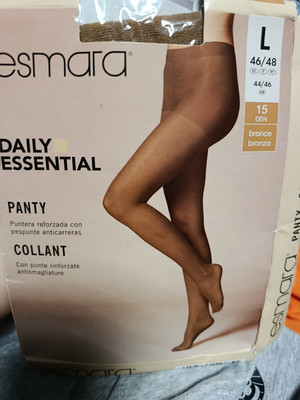 esmara®
L
46/48
44/46
15
DEN
bronce
bronzo
DAILY
ESSENTIAL
PANTY
Puntera reforzada con
pespunte anticarreras
COLLANT
Con punte rinforzate
antismagliature
esmara®
PANTY